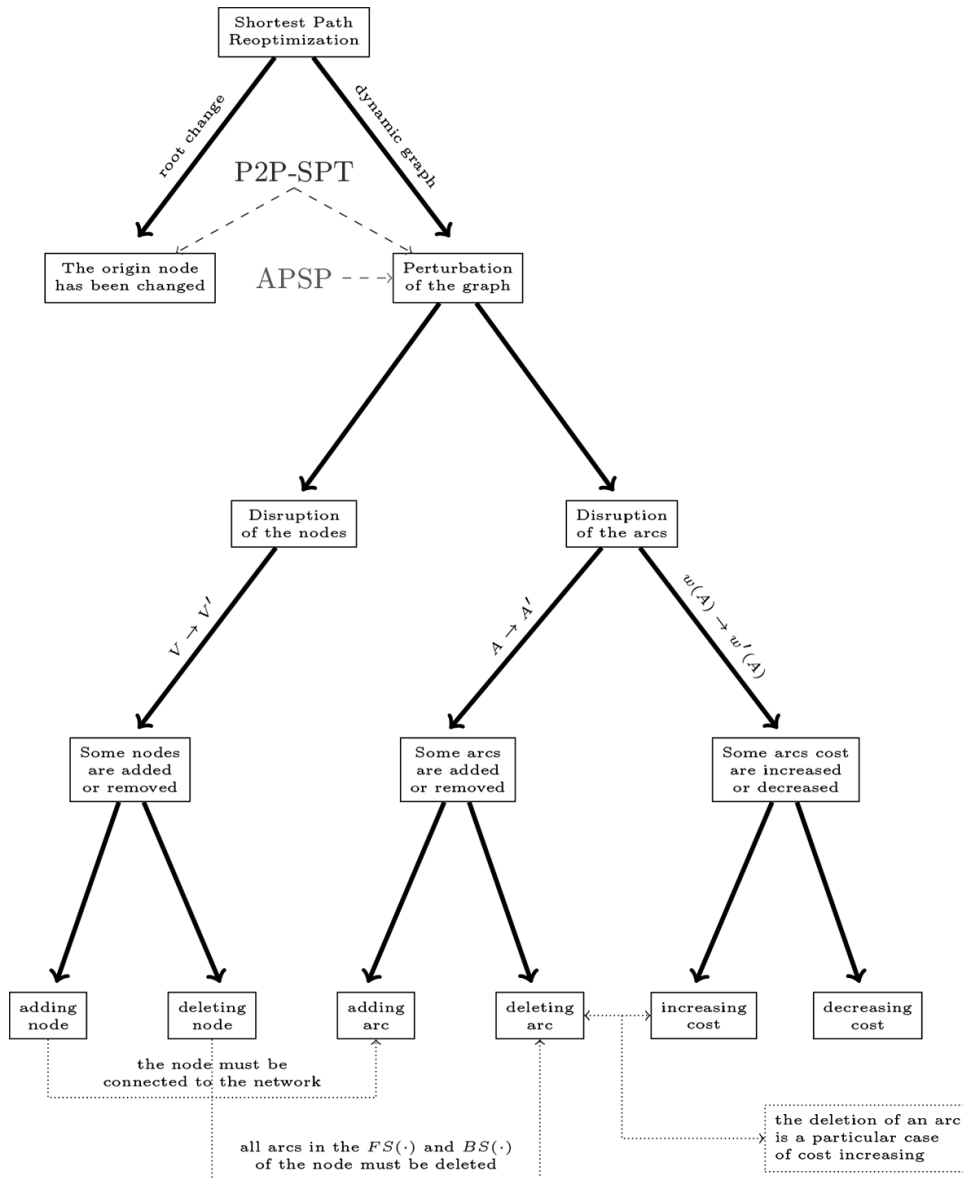 Shortest Path
Reoptimization
root change
dynamic graph
P2P-SPT
The origin node
has been changed
APSP
Perturbation
of the graph
Disruption
of the nodes
Disruption
of the arcs
V → V′
A → A′
w(A) → w′(A)
Some nodes
are added
or removed
Some arcs
are added
or removed
Some arcs cost
are increased
or decreased
adding
node
deleting
node
adding
arc
deleting
arc
increasing
cost
decreasing
cost
the node must be
connected to the network
all arcs in the FS(·) and BS(·)
of the node must be deleted
the deletion of an arc
is a particular case
of cost increasing